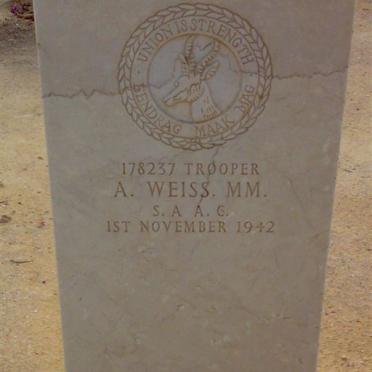 UNION IS STRENGTH
EENDRAG MAAK MAG
178237 TROOPER
A. WEISS. MM.
S. A. A. C.
1ST NOVEMBER 1942